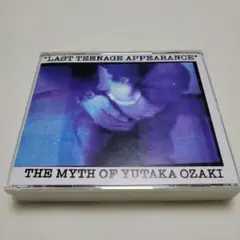 "LAST TEENAGE APPEARANCE"
THE MYTH OF YUTAKA OZAKI